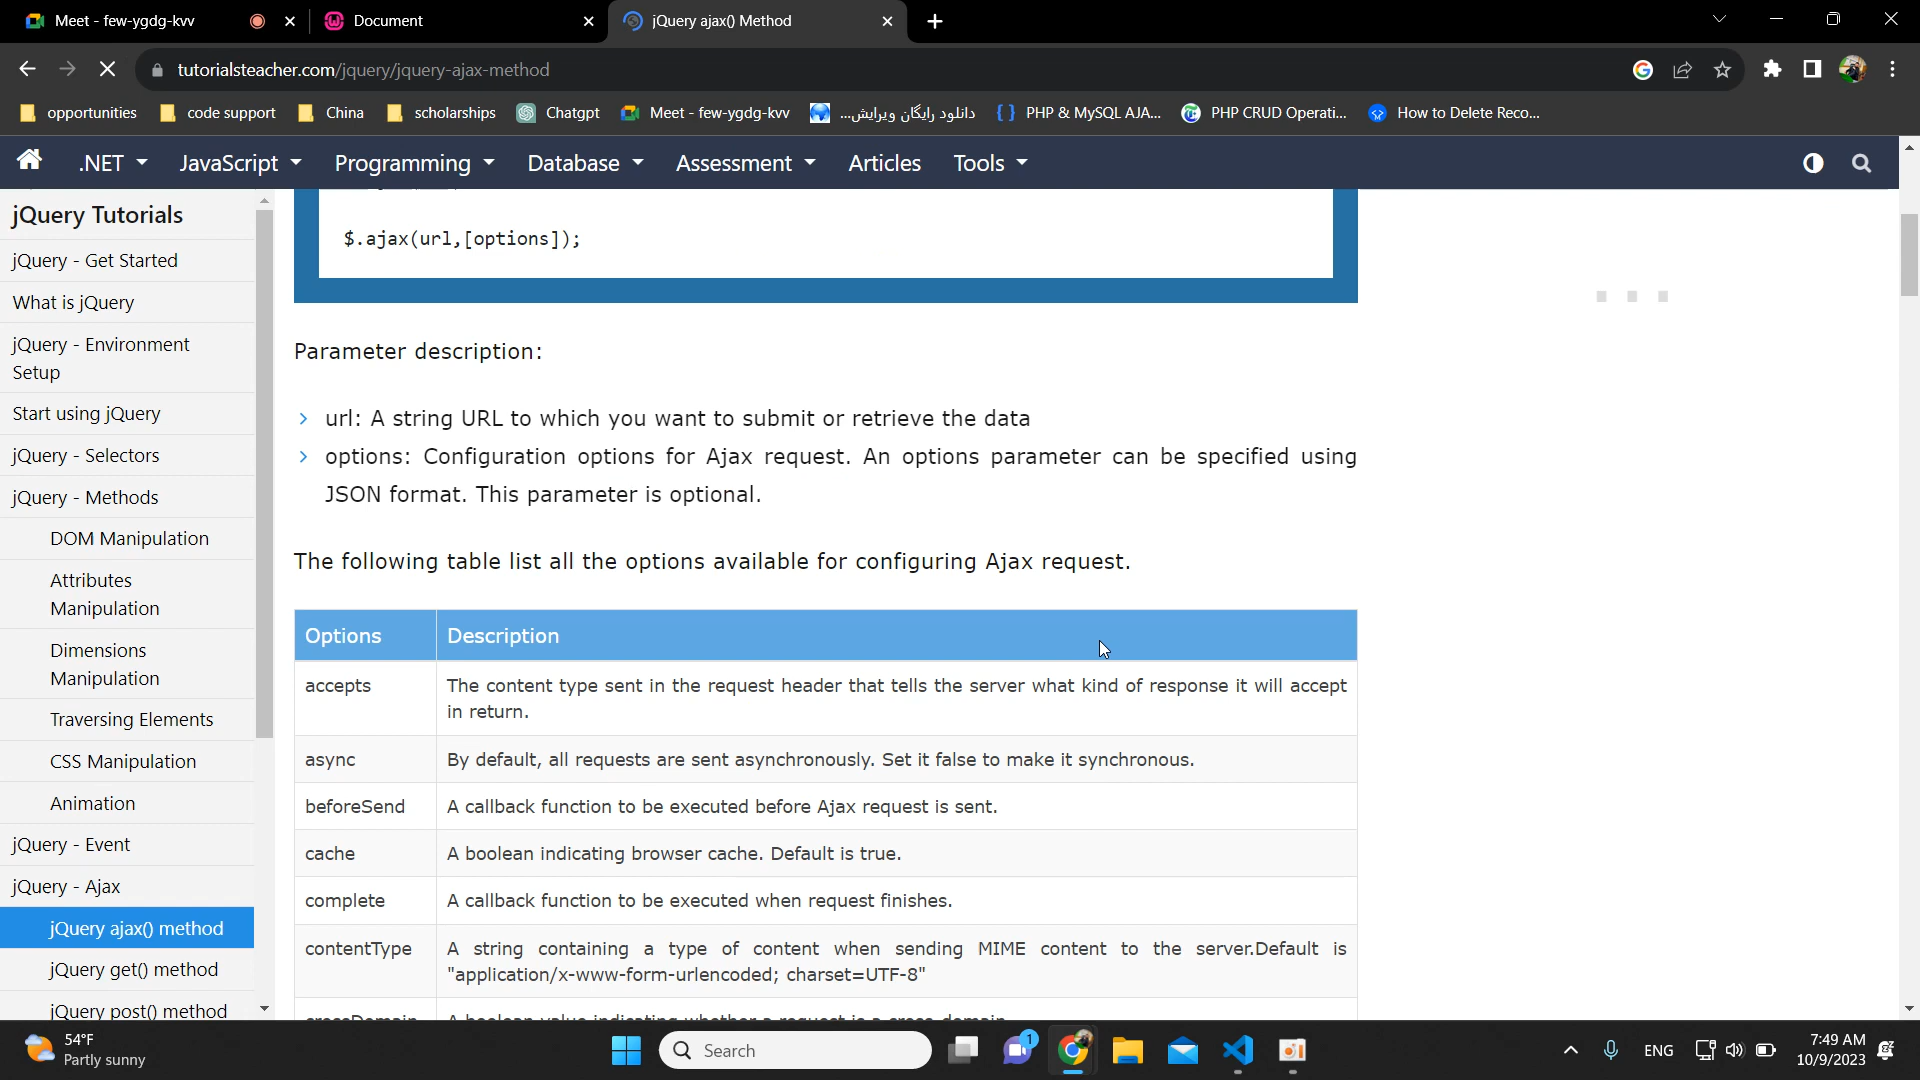 Meet - few-ygdg-kvv
Document
jQuery ajax() Method
tutorialsteacher.com/jquery/jquery-ajax-method
opportunities
code support
China
scholarships
Chatgpt
Meet - few-ygdg-kvv
دانلود رایگان ویرایش...
PHP & MySQL AJA...
PHP CRUD Operati...
How to Delete Reco...
.NET
JavaScript
Programming
Database
Assessment
Articles
Tools
jQuery Tutorials
jQuery - Get Started
What is jQuery
jQuery - Environment
Setup
Start using jQuery
jQuery - Selectors
jQuery - Methods
DOM Manipulation
Attributes
Manipulation
Dimensions
Manipulation
Traversing Elements
CSS Manipulation
Animation
jQuery - Event
jQuery - Ajax
jQuery ajax() method
jQuery get() method
jQuery post() method
$.ajax(url,[options]);
Parameter description:
url: A string URL to which you want to submit or retrieve the data
options: Configuration options for Ajax request. An options parameter can be specified using
JSON format. This parameter is optional.
The following table list all the options available for configuring Ajax request.
Options Description
accepts The content type sent in the request header that tells the server what kind of response it will accept
in return.
async By default, all requests are sent asynchronously. Set it false to make it synchronous.
beforeSend A callback function to be executed before Ajax request is sent.
cache A boolean indicating browser cache. Default is true.
complete A callback function to be executed when request finishes.
contentType A string containing a type of content when sending MIME content to the server.Default is
"application/x-www-form-urlencoded; charset=UTF-8"
crossDomain A boolean value indicating whether a request is a cross-domain
54°F
Partly sunny
Search
1
ENG
7:49 AM
10/9/2023